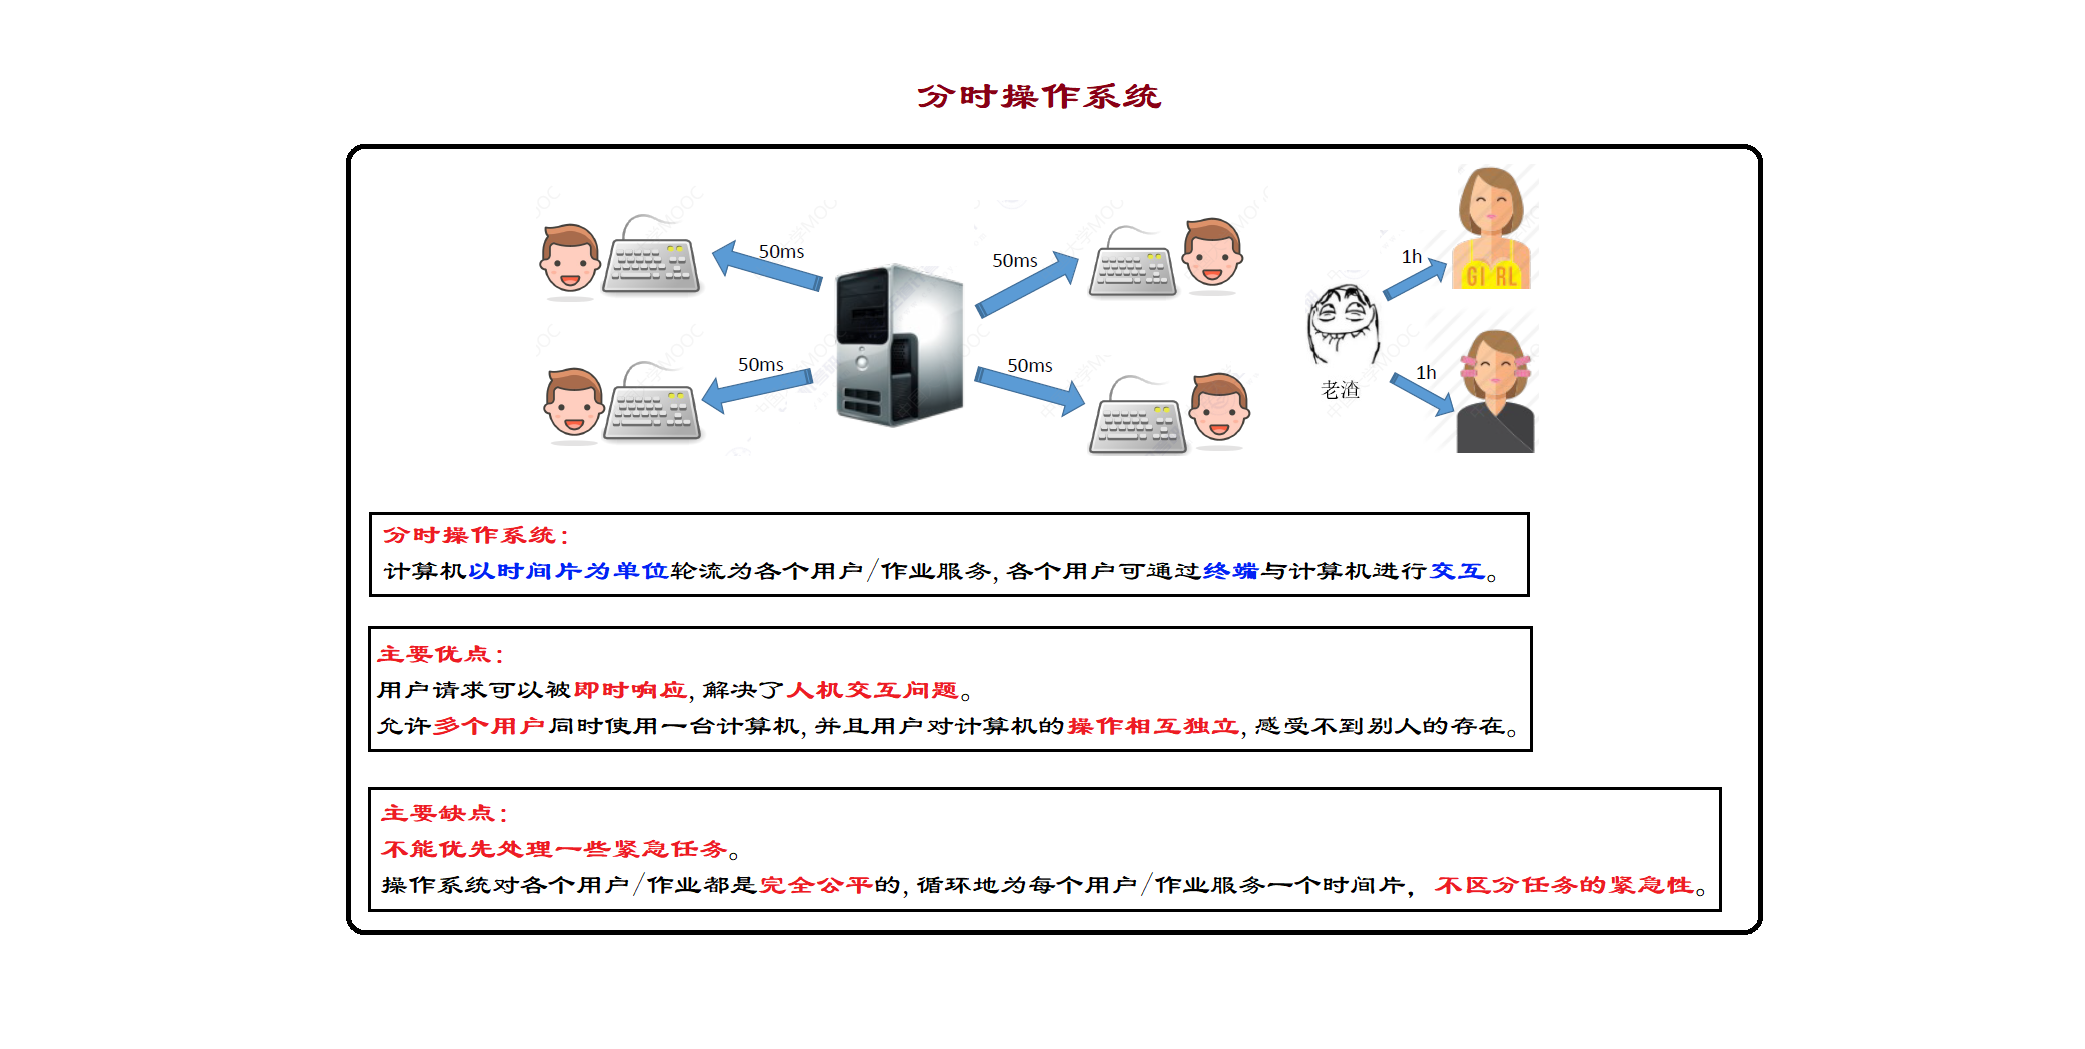 分时操作系统
50ms
50ms
50ms
50ms
1h
1h
GIRL
老渣
分时操作系统:
计算机以时间片为单位轮流为各个用户/作业服务, 各个用户可通过终端与计算机进行交互。
主要优点:
用户请求可以被即时响应, 解决了人机交互问题。
允许多个用户同时使用一台计算机, 并且用户对计算机的操作相互独立, 感受不到别人的存在。
主要缺点:
不能优先处理一些紧急任务。
操作系统对各个用户/作业都是完全公平的, 循环地为每个用户/作业服务一个时间片，不区分任务的紧急性。